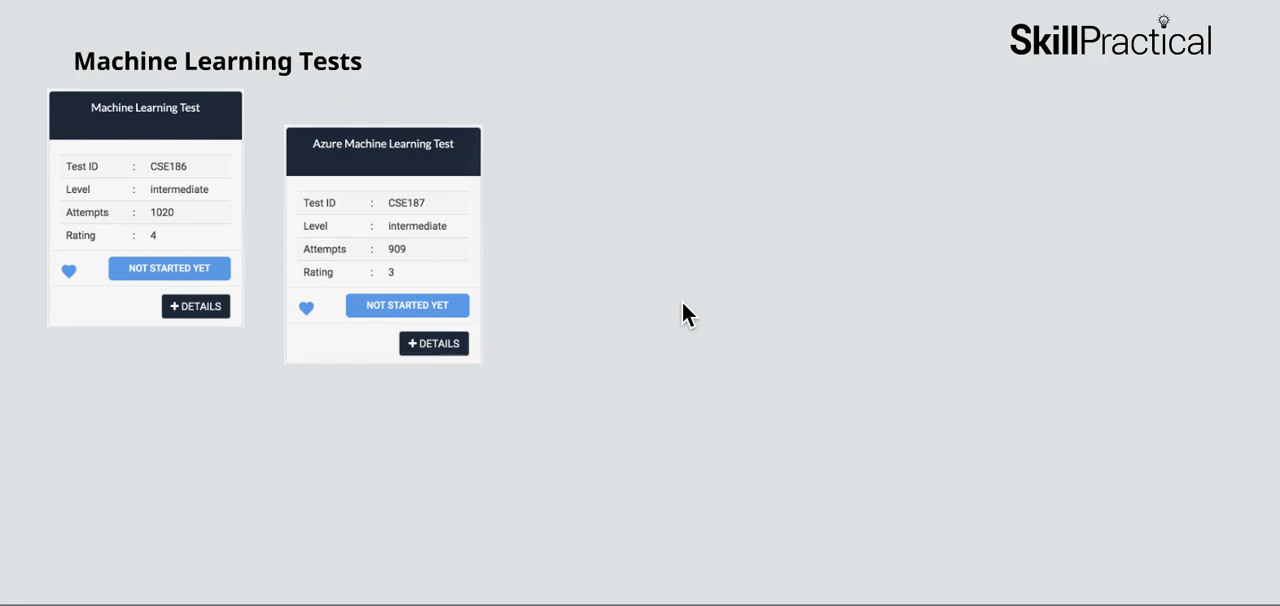 SkillPractical
Machine Learning Tests
Machine Learning Test
Test ID : CSE186
Level : intermediate
Attempts : 1020
Rating : 4
NOT STARTED YET
+ DETAILS
Azure Machine Learning Test
Test ID : CSE187
Level : intermediate
Attempts : 909
Rating : 3
NOT STARTED YET
+ DETAILS